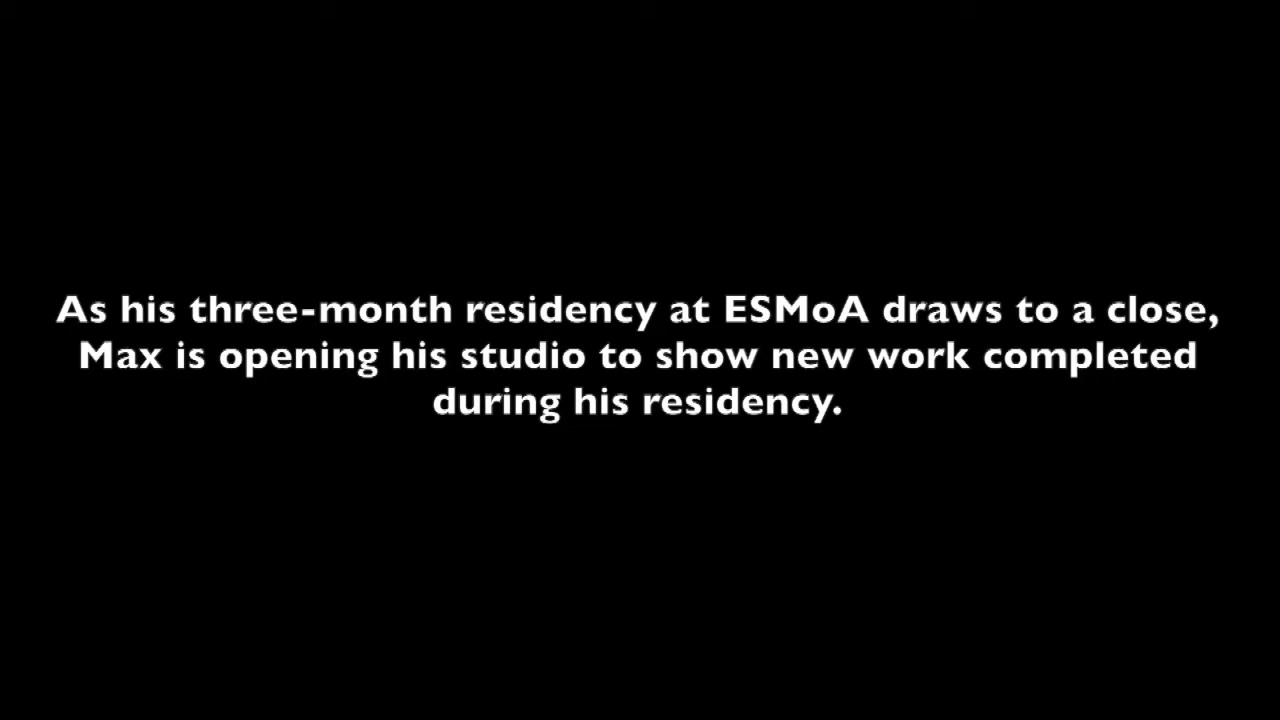 As his three-month residency at ESMoA draws to a close,
Max is opening his studio to show new work completed
during his residency.